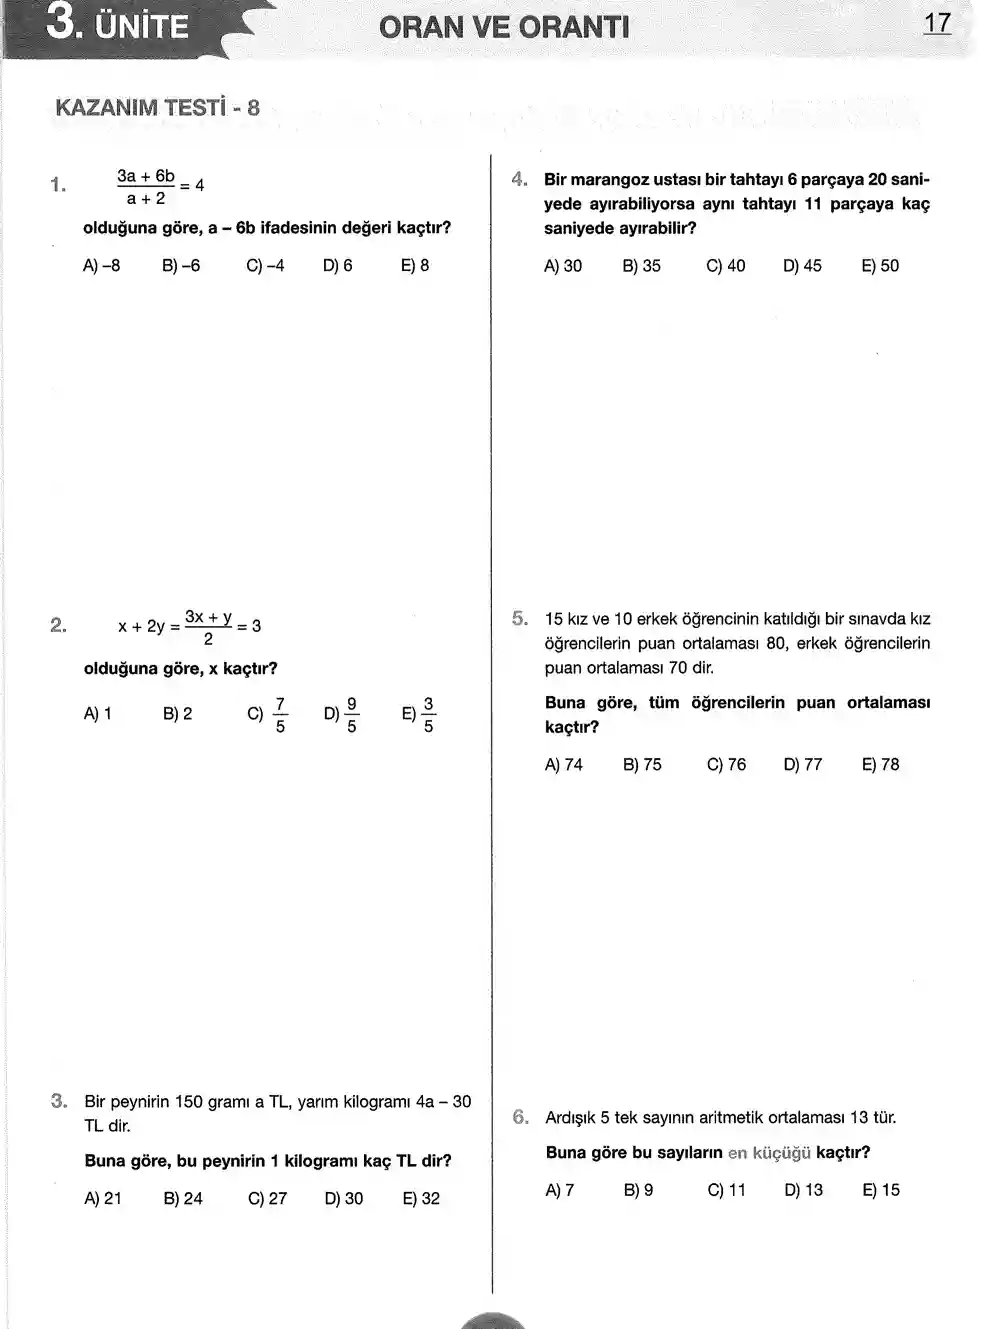 3. ÜNİTE
ORAN VE ORANTI
17
KAZANIM TESTİ - 8
1. (3a + 6b)/(a + 2) = 4
olduğuna göre, a – 6b ifadesinin değeri kaçtır?
A) –8 B) –6 C) –4 D) 6 E) 8
2. x + 2y = (3x + y)/2 = 3
olduğuna göre, x kaçtır?
A) 1 B) 2 C) 7/5 D) 9/5 E) 3/5
3. Bir peynirin 150 gramı a TL, yarım kilogramı 4a – 30
TL dir.
Buna göre, bu peynirin 1 kilogramı kaç TL dir?
A) 21 B) 24 C) 27 D) 30 E) 32
4. Bir marangoz ustası bir tahtayı 6 parçaya 20 sani-
yede ayırabiliyorsa aynı tahtayı 11 parçaya kaç
saniyede ayırabilir?
A) 30 B) 35 C) 40 D) 45 E) 50
5. 15 kız ve 10 erkek öğrencinin katıldığı bir sınavda kız
öğrencilerin puan ortalaması 80, erkek öğrencilerin
puan ortalaması 70 dir.
Buna göre, tüm öğrencilerin puan ortalaması
kaçtır?
A) 74 B) 75 C) 76 D) 77 E) 78
6. Ardışık 5 tek sayının aritmetik ortalaması 13 tür.
Buna göre bu sayıların en küçüğü kaçtır?
A) 7 B) 9 C) 11 D) 13 E) 15